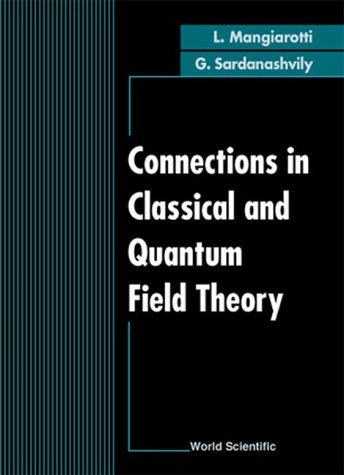 L. Mangiarotti
G. Sardanashvily
Connections in
Classical and
Quantum
Field Theory
World Scientific